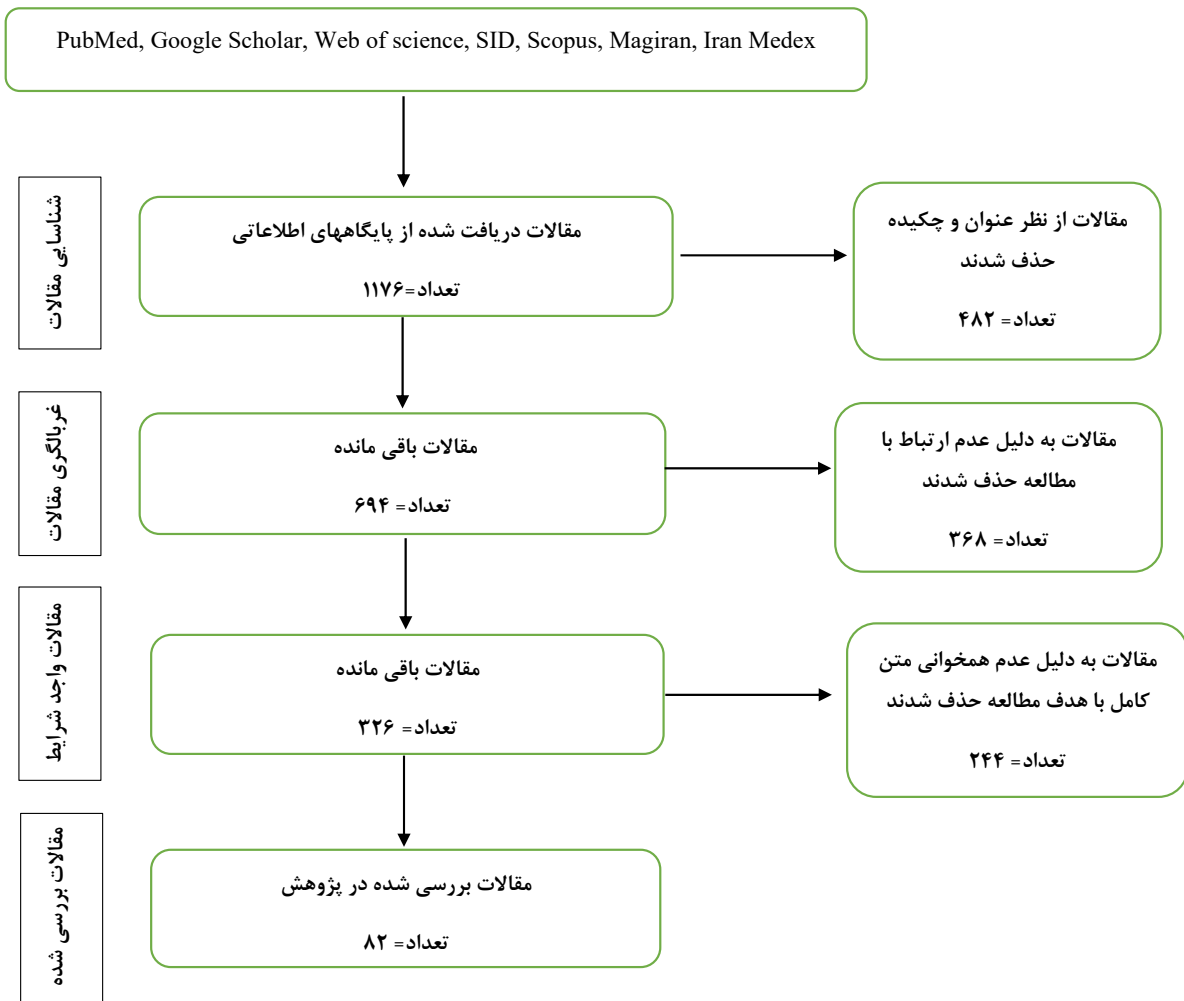 PubMed, Google Scholar, Web of science, SID, Scopus, Magiran, Iran Medex
شناسایی مقالات
مقالات دریافت شده از پایگاههای اطلاعاتی
تعداد=۱۱۷۶
مقالات از نظر عنوان و چکیده
حذف شدند
تعداد= ۴۸۲
غربالگری مقالات
مقالات باقی مانده
تعداد= ۶۹۴
مقالات به دلیل عدم ارتباط با
مطالعه حذف شدند
تعداد= ۳۶۸
مقالات واجد شرایط
مقالات باقی مانده
تعداد= ۳۲۶
مقالات به دلیل عدم همخوانی متن
کامل با هدف مطالعه حذف شدند
تعداد= ۲۴۴
مقالات بررسی شده
مقالات بررسی شده در پژوهش
تعداد= ۸۲